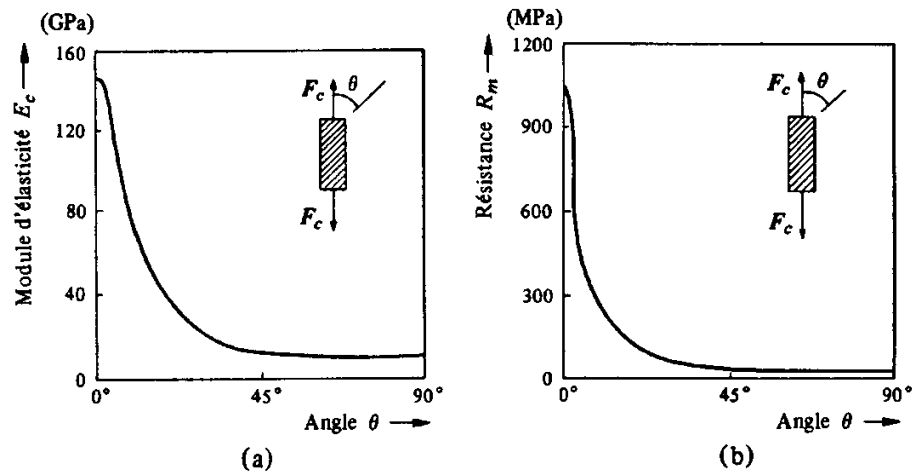 (GPa)
Module d'élasticité E_c
160
120
80
40
0
0°
45°
90°
Angle θ
F_c
θ
F_c
(a)
(MPa)
Résistance R_m
1200
900
600
300
0
0°
45°
90°
Angle θ
F_c
θ
F_c
(b)